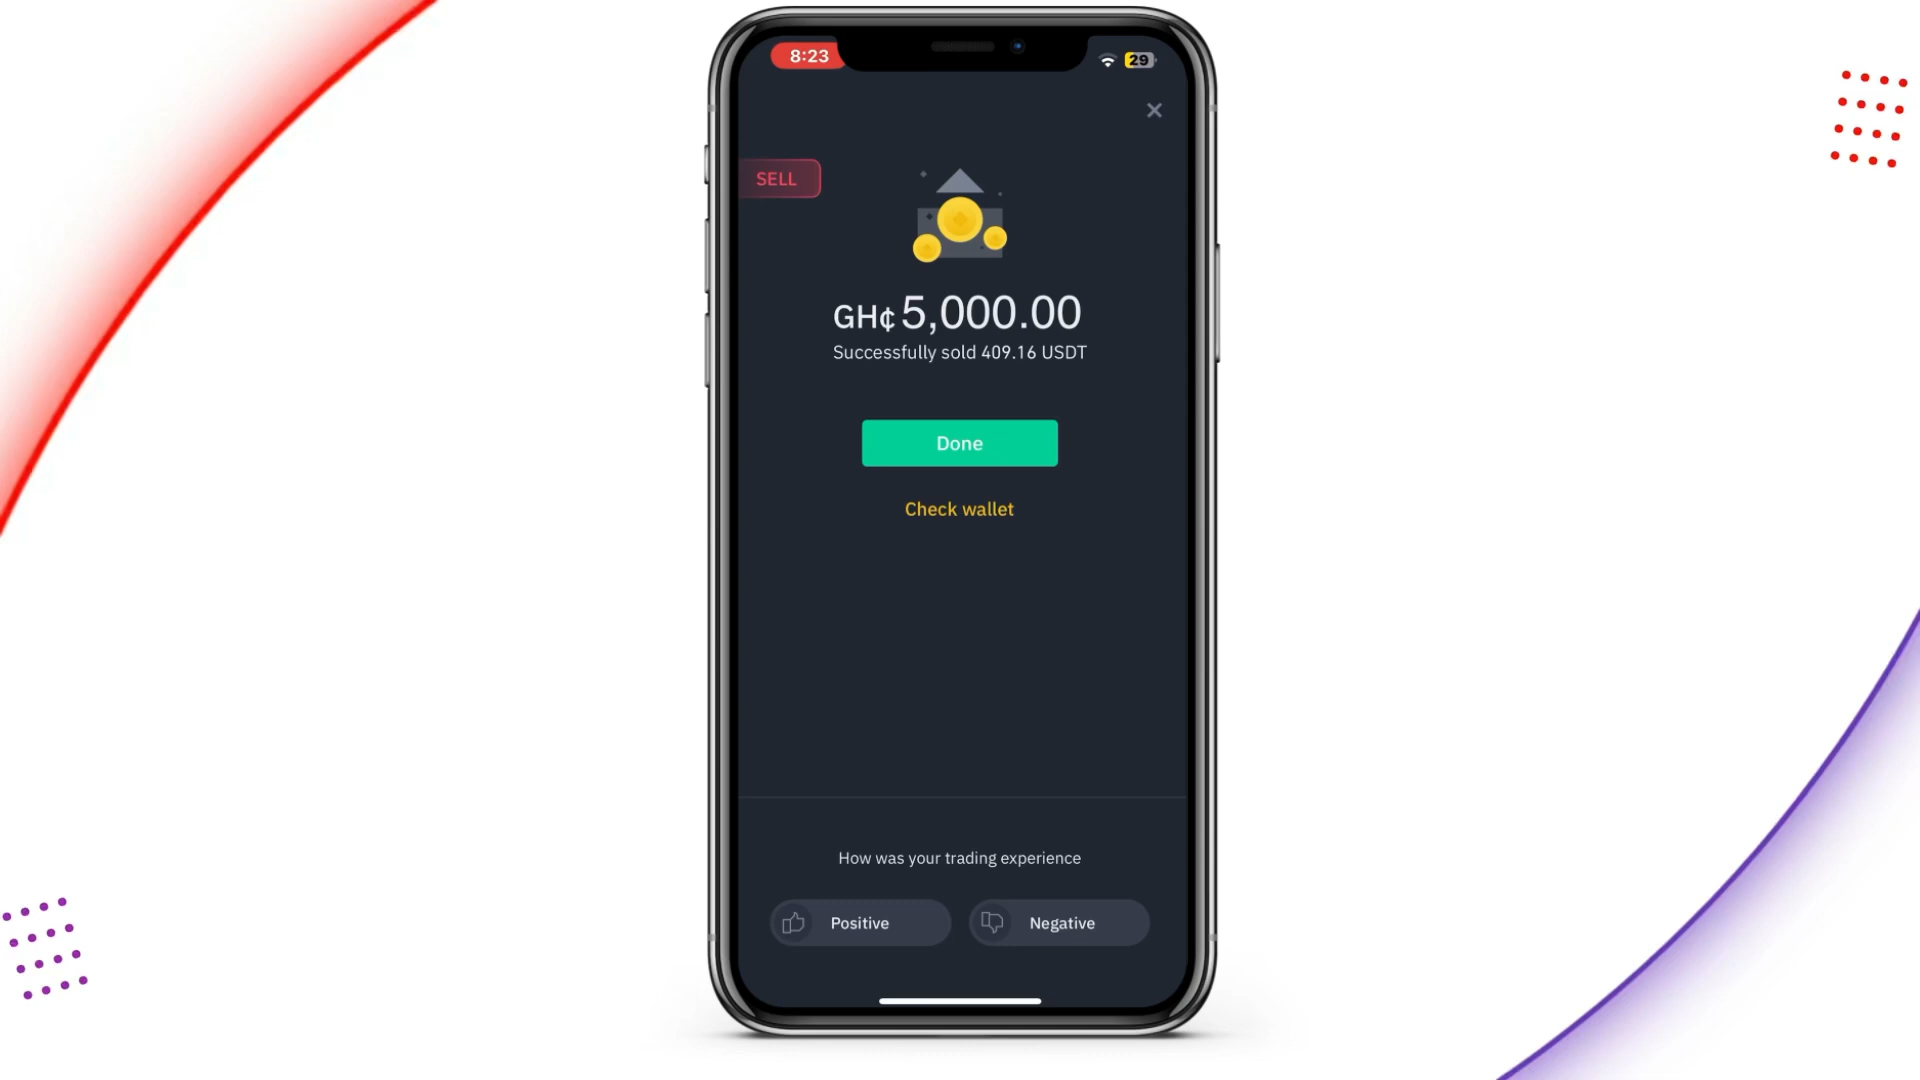 8:23
29
SELL
GH¢ 5,000.00
Successfully sold 409.16 USDT
Done
Check wallet
How was your trading experience
Positive
Negative